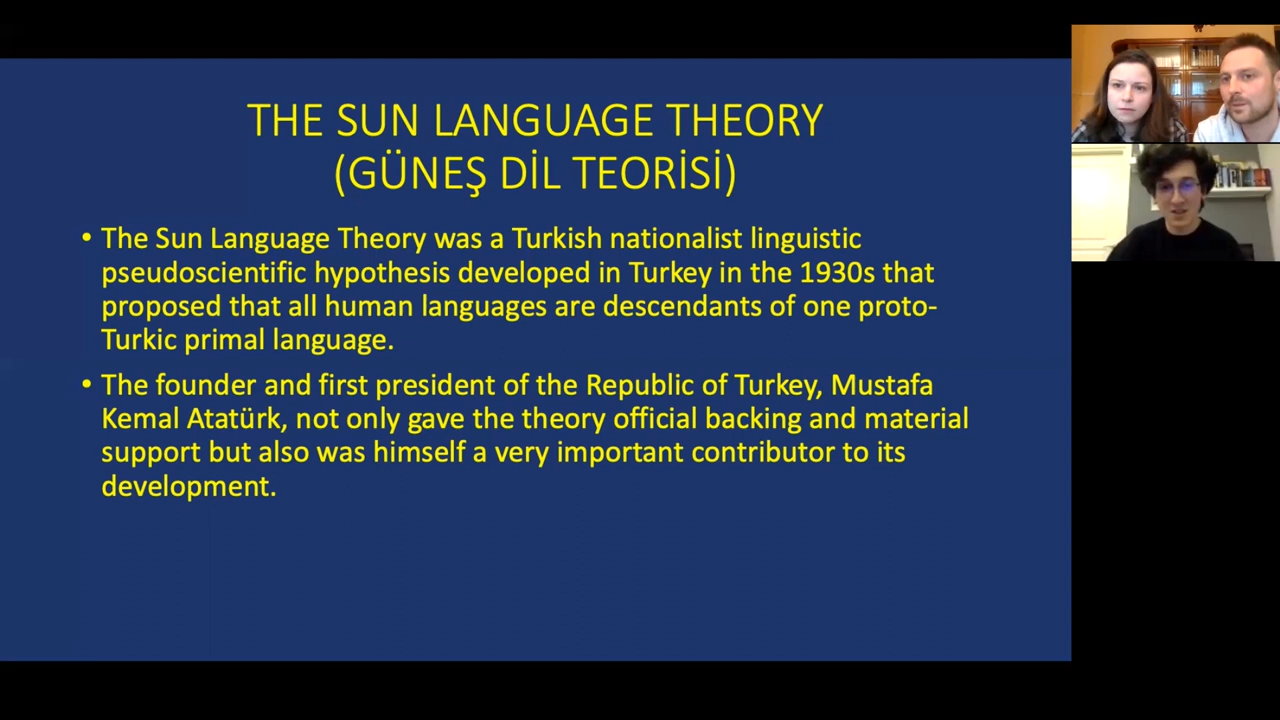 THE SUN LANGUAGE THEORY
(GÜNEŞ DİL TEORİSİ)
• The Sun Language Theory was a Turkish nationalist linguistic
pseudoscientific hypothesis developed in Turkey in the 1930s that
proposed that all human languages are descendants of one proto-
Turkic primal language.
• The founder and first president of the Republic of Turkey, Mustafa
Kemal Atatürk, not only gave the theory official backing and material
support but also was himself a very important contributor to its
development.